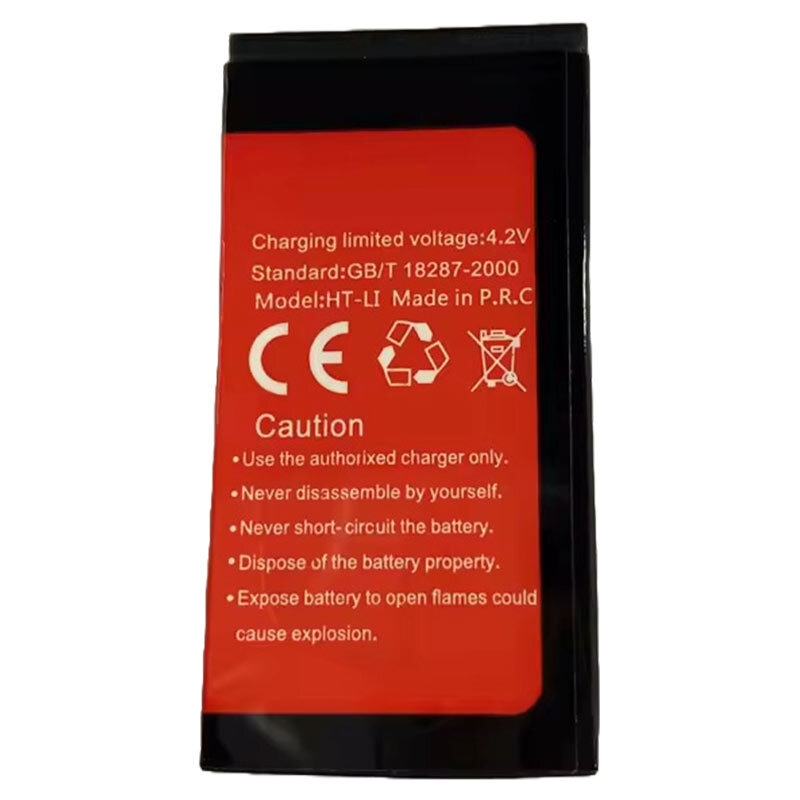 Charging limited voltage:4.2V
Standard:GB/T 18287-2000
Model:HT-LI Made in P.R.C
CE
Caution
•Use the authorixed charger only.
•Never disassemble by yourself.
•Never short-circuit the battery.
•Dispose of the battery property.
•Expose battery to open flames could
cause explosion.